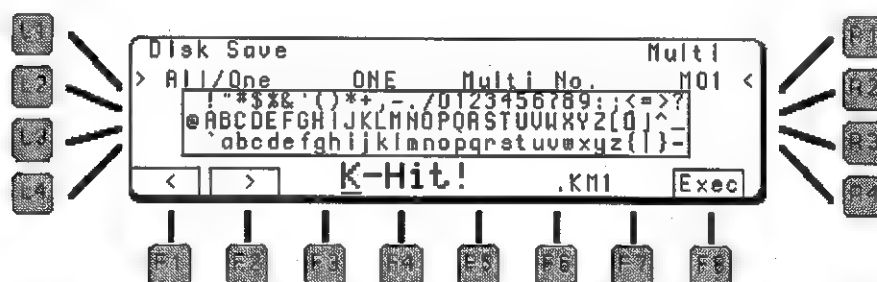 L1 Disk Save Multi R1
L2 > All/One ONE Multi No. M01 < R2
!"#$%&'()*+,-./0123456789:;<=>?
L3 @ABCDEFGHIJKLMNOPQRSTUVWXYZ[]^_ R3
`abcdefghijklmnopqrstuvwxyz{|}-
L4 < > K-Hit! .KM1 Exec R4
F1 F2 F3 F4 F5 F6 F7 F8